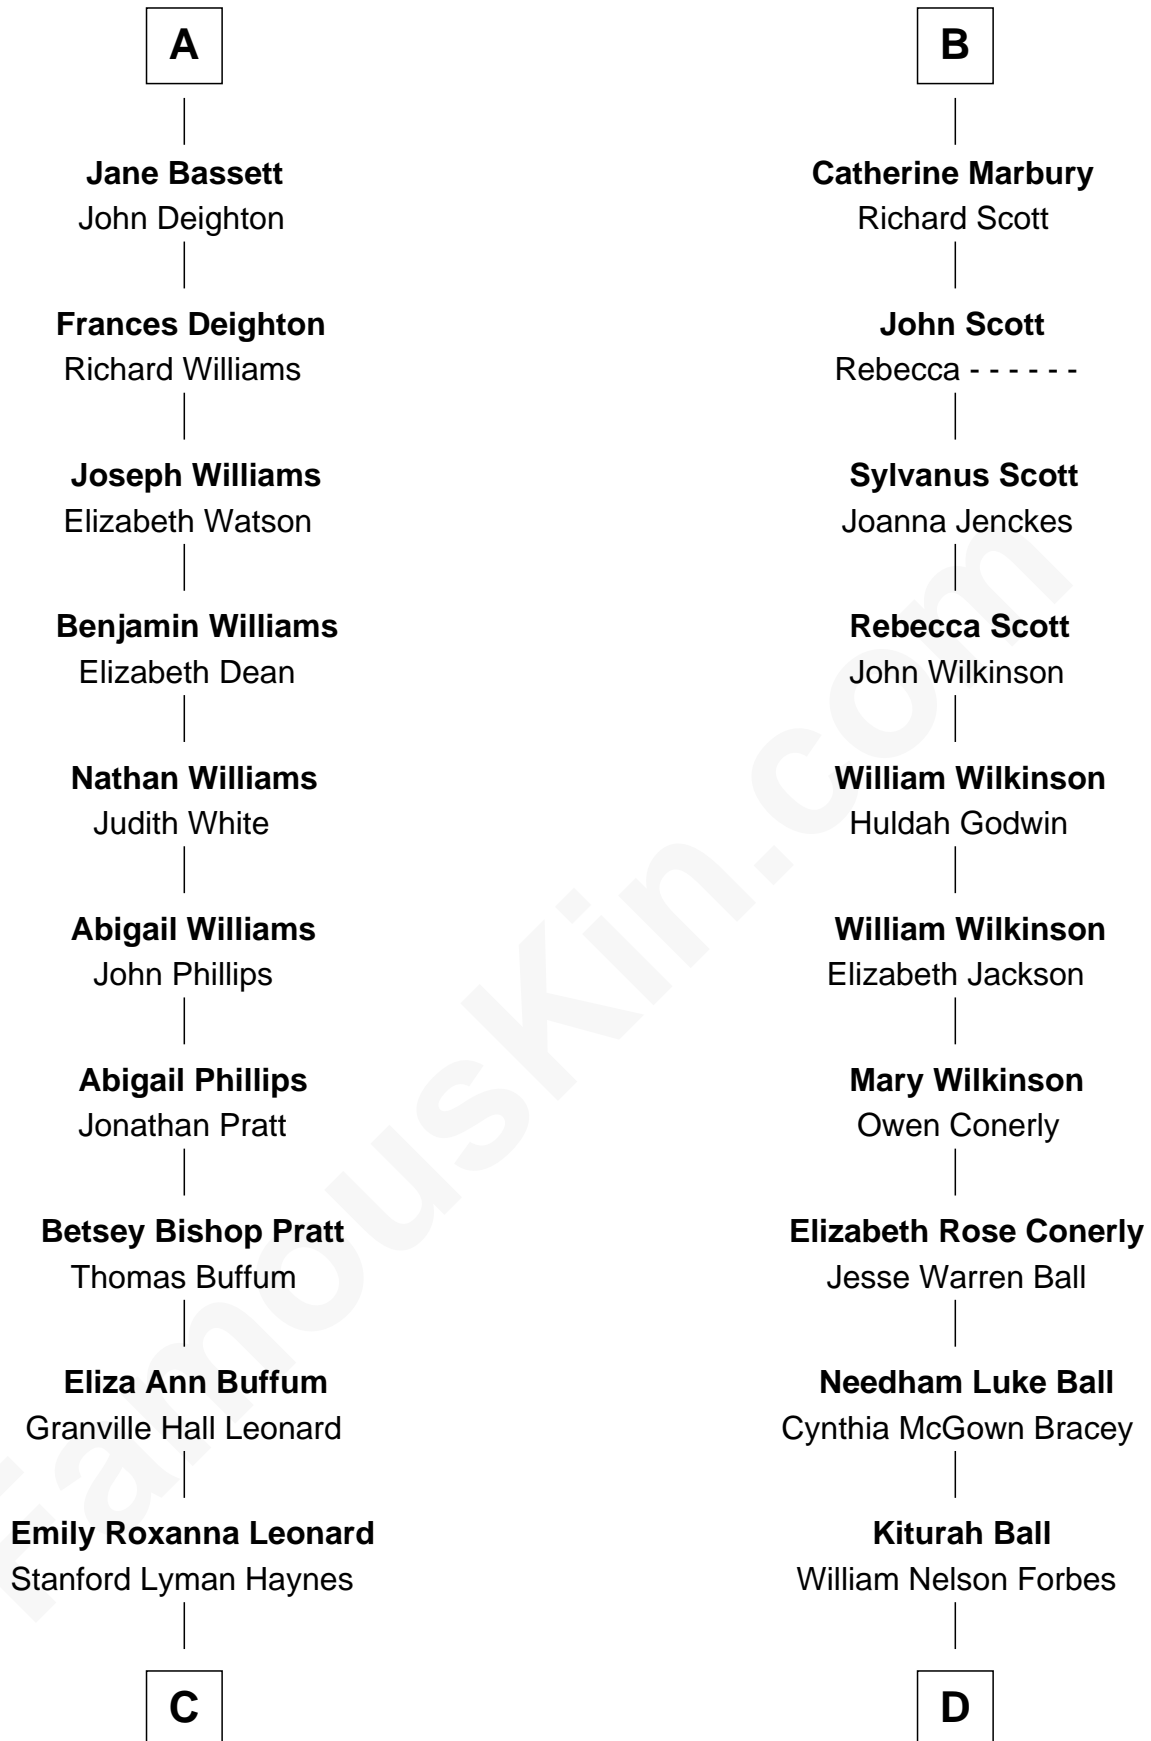 A
Jane Bassett
John Deighton
Frances Deighton
Richard Williams
Joseph Williams
Elizabeth Watson
Benjamin Williams
Elizabeth Dean
Nathan Williams
Judith White
Abigail Williams
John Phillips
Abigail Phillips
Jonathan Pratt
Betsey Bishop Pratt
Thomas Buffum
Eliza Ann Buffum
Granville Hall Leonard
Emily Roxanna Leonard
Stanford Lyman Haynes
C
B
Catherine Marbury
Richard Scott
John Scott
Rebecca - - - - - -
Sylvanus Scott
Joanna Jenckes
Rebecca Scott
John Wilkinson
William Wilkinson
Huldah Godwin
William Wilkinson
Elizabeth Jackson
Mary Wilkinson
Owen Conerly
Elizabeth Rose Conerly
Jesse Warren Ball
Needham Luke Ball
Cynthia McGown Bracey
Kiturah Ball
William Nelson Forbes
D
FamousKin.com